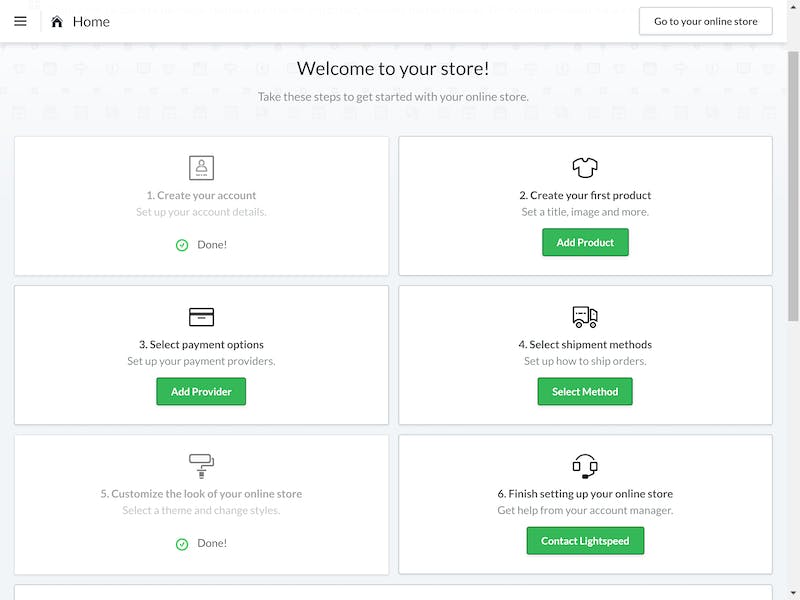 Home
Go to your online store
Welcome to your store!
Take these steps to get started with your online store.
1. Create your account
Set up your account details.
Done!
2. Create your first product
Set a title, image and more.
Add Product
3. Select payment options
Set up your payment providers.
Add Provider
4. Select shipment methods
Set up how to ship orders.
Select Method
5. Customize the look of your online store
Select a theme and change styles.
Done!
6. Finish setting up your online store
Get help from your account manager.
Contact Lightspeed